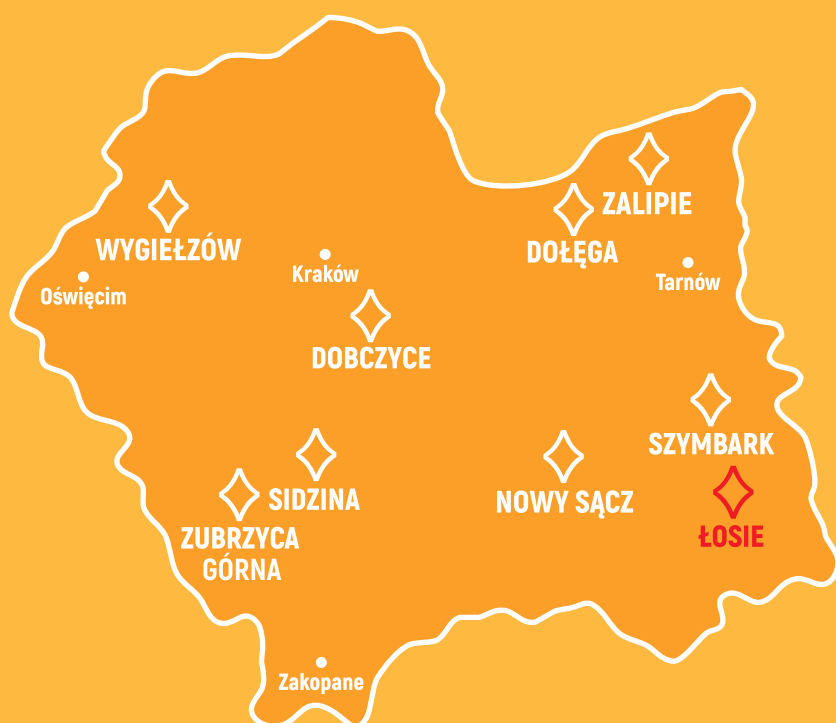 ZALIPIE
WYGIEŁZÓW
DOŁĘGA
Kraków
Oświęcim
Tarnów
DOBCZYCE
SZYMBARK
SIDZINA
NOWY SĄCZ
ZUBRZYCA
GÓRNA
ŁOSIE
Zakopane